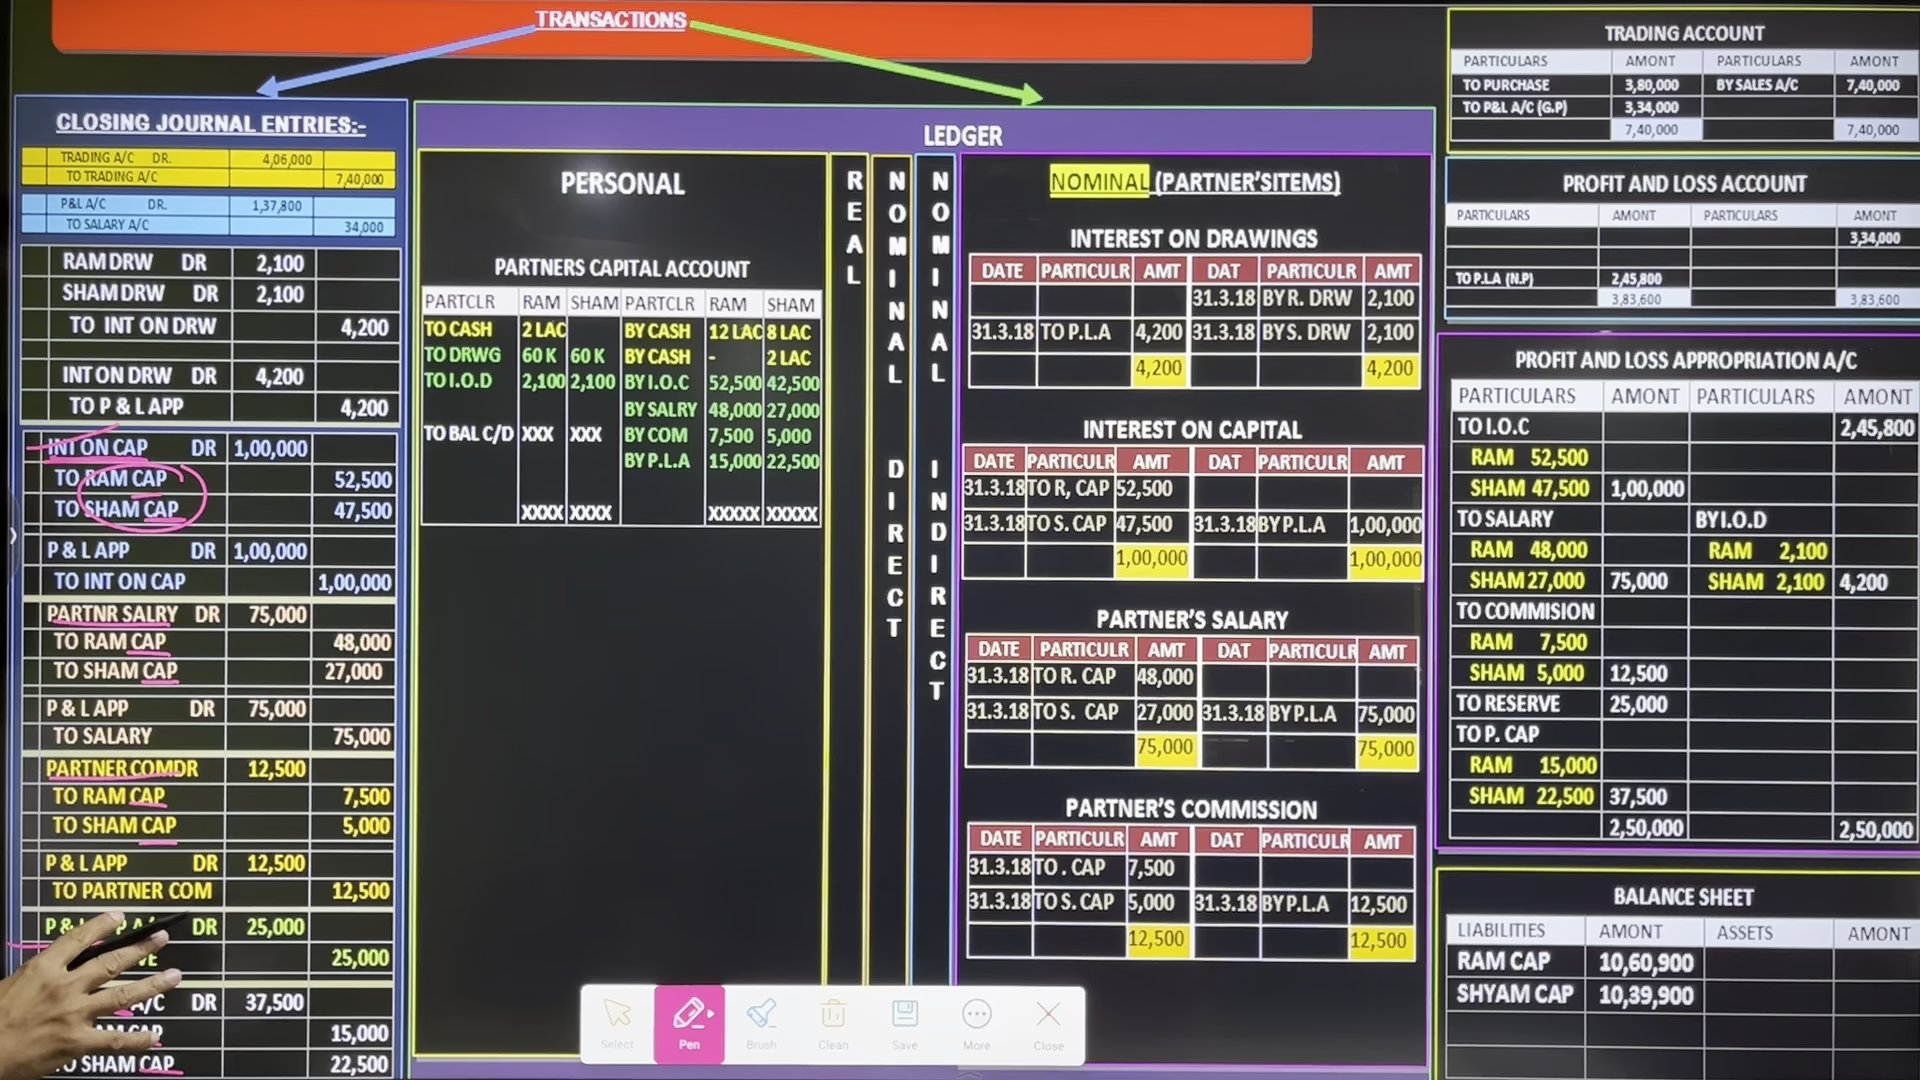 TRANSACTIONS
CLOSING JOURNAL ENTRIES:-
TRADING A/C DR. 4,06,000
TO TRADING A/C 7,40,000
P&L A/C DR. 1,37,800
TO SALARY A/C 34,000
RAM DRW DR 2,100
SHAM DRW DR 2,100
TO INT ON DRW 4,200
INT ON DRW DR 4,200
TO P & L APP 4,200
INT ON CAP DR 1,00,000
TO RAM CAP 52,500
TO SHAM CAP 47,500
P & L APP DR 1,00,000
TO INT ON CAP 1,00,000
PARTNR SALRY DR 75,000
TO RAM CAP 48,000
TO SHAM CAP 27,000
P & L APP DR 75,000
TO SALARY 75,000
PARTNER COMDR 12,500
TO RAM CAP 7,500
TO SHAM CAP 5,000
P & L APP DR 12,500
TO PARTNER COM 12,500
P & DR 25,000
25,000
A/C DR 37,500
CAP 15,000
TO SHAM CAP 22,500
LEDGER
PERSONAL
PARTNERS CAPITAL ACCOUNT
PARTCLR RAM SHAM PARTCLR RAM SHAM
TO CASH 2 LAC BY CASH 12 LAC 8 LAC
TO DRWG 60 K 60 K BY CASH - 2 LAC
TO I.O.D 2,100 2,100 BY I.O.C 52,500 42,500
BY SALRY 48,000 27,000
TO BAL C/D XXX XXX BY COM 7,500 5,000
BY P.L.A 15,000 22,500
XXXX XXXX XXXXX XXXXX
REAL
NOMINAL DIRECT
NOMINAL INDIRECT
NOMINAL (PARTNER'SITEMS)
INTEREST ON DRAWINGS
DATE PARTICULR AMT DAT PARTICULR AMT
31.3.18 BY R. DRW 2,100
31.3.18 TO P.L.A 4,200 31.3.18 BY S. DRW 2,100
4,200 4,200
INTEREST ON CAPITAL
DATE PARTICULR AMT DAT PARTICULR AMT
31.3.18 TO R, CAP 52,500
31.3.18 TO S. CAP 47,500 31.3.18 BY P.L.A 1,00,000
1,00,000 1,00,000
PARTNER'S SALARY
DATE PARTICULR AMT DAT PARTICULR AMT
31.3.18 TO R. CAP 48,000
31.3.18 TO S. CAP 27,000 31.3.18 BY P.L.A 75,000
75,000 75,000
PARTNER'S COMMISSION
DATE PARTICULR AMT DAT PARTICULR AMT
31.3.18 TO . CAP 7,500
31.3.18 TO S. CAP 5,000 31.3.18 BY P.L.A 12,500
12,500 12,500
Select Pen Brush Clean Save More Close
TRADING ACCOUNT
PARTICULARS AMONT PARTICULARS AMONT
TO PURCHASE 3,80,000 BY SALES A/C 7,40,000
TO P&L A/C (G.P) 3,34,000
7,40,000 7,40,000
PROFIT AND LOSS ACCOUNT
PARTICULARS AMONT PARTICULARS AMONT
3,34,000
TO P.L.A (N.P) 2,45,800
3,83,600 3,83,600
PROFIT AND LOSS APPROPRIATION A/C
PARTICULARS AMONT PARTICULARS AMONT
TO I.O.C 2,45,800
RAM 52,500
SHAM 47,500 1,00,000
TO SALARY BY I.O.D
RAM 48,000 RAM 2,100
SHAM 27,000 75,000 SHAM 2,100 4,200
TO COMMISION
RAM 7,500
SHAM 5,000 12,500
TO RESERVE 25,000
TO P. CAP
RAM 15,000
SHAM 22,500 37,500
2,50,000 2,50,000
BALANCE SHEET
LIABILITIES AMONT ASSETS AMONT
RAM CAP 10,60,900
SHYAM CAP 10,39,900